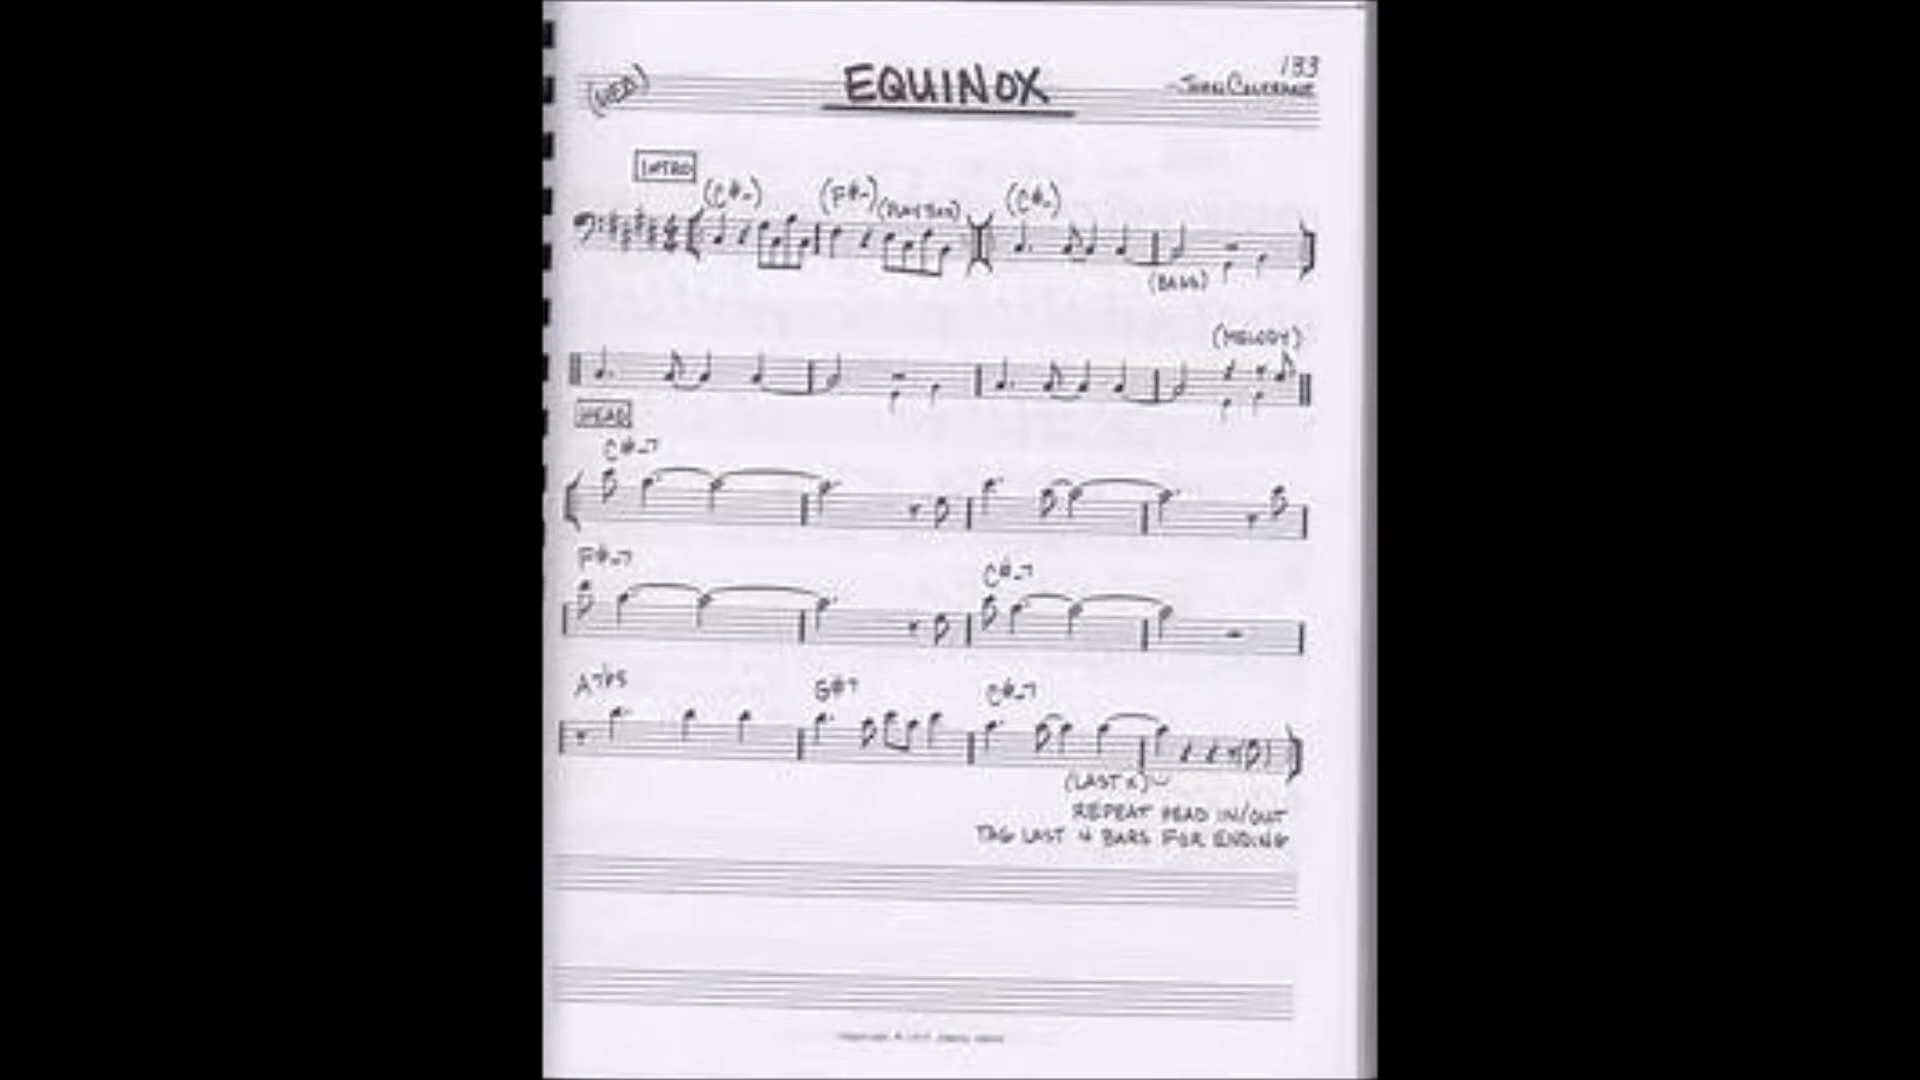 133
(MED) EQUINOX - JOHN COLTRANE
INTRO
(C#-) (F#-) (PLAY 3XS) (C#-)
(BASS)
(MELODY)
HEAD
C#-7
F#-7 C#-7
A7b5 G#7 C#-7
(LAST X)
REPEAT HEAD IN/OUT
TAG LAST 4 BARS FOR ENDING